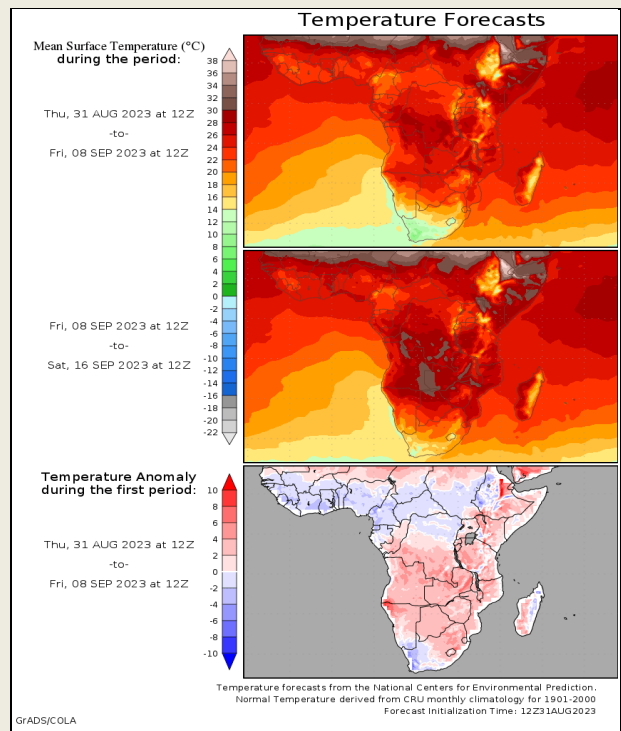 Temperature Forecasts
Mean Surface Temperature (°C)
during the period:
Thu, 31 AUG 2023 at 12Z
-to-
Fri, 08 SEP 2023 at 12Z
38
36
34
32
30
28
26
24
22
20
18
16
14
12
10
8
6
4
2
0
-2
-4
-6
-8
-10
-12
-14
-16
-18
-20
-22
Fri, 08 SEP 2023 at 12Z
-to-
Sat, 16 SEP 2023 at 12Z
Temperature Anomaly
during the first period:
Thu, 31 AUG 2023 at 12Z
-to-
Fri, 08 SEP 2023 at 12Z
10
8
6
4
2
0
-2
-4
-6
-8
-10
Temperature forecasts from the National Centers for Environmental Prediction.
Normal Temperature derived from CRU monthly climatology for 1901-2000
Forecast Initialization Time: 12Z31AUG2023
GrADS/COLA